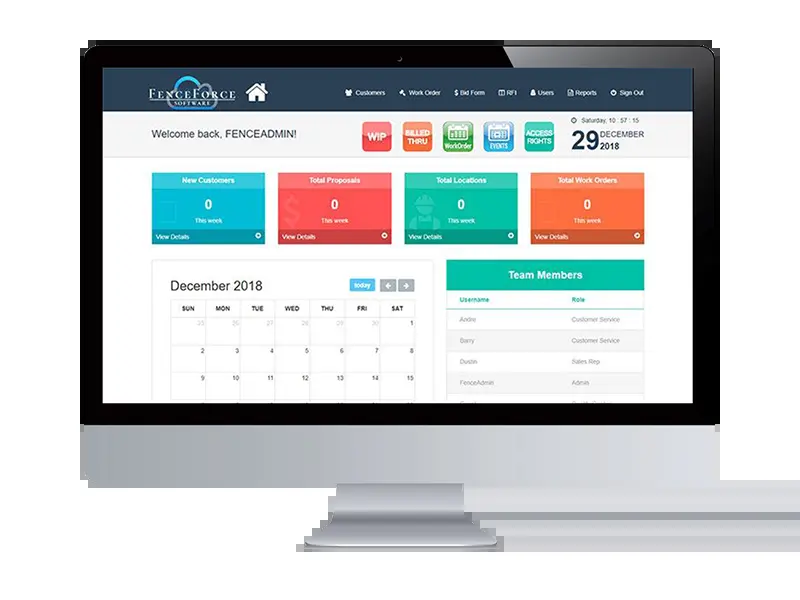 FENCEFORCE
SOFTWARE
Customers Work Order $ Bid Form RFI Users Reports Sign Out
Welcome back, FENCEADMIN!
WIP
BILLED
THRU
WorkOrder
EVENTS
ACCESS
RIGHTS
Saturday, 10 : 57 : 15
29 DECEMBER
2018
New Customers
0
This week
View Details
Total Proposals
0
This week
View Details
Total Locations
0
This week
View Details
Total Work Orders
0
This week
View Details
December 2018
today
SUN MON TUE WED THU FRI SAT
25 26 27 28 29 30 1
2 3 4 5 6 7 8
9 10 11 12 13 14 15
Team Members
Username Role
Andre Customer Service
Barry Customer Service
Dustin Sales Rep
FenceAdmin Admin